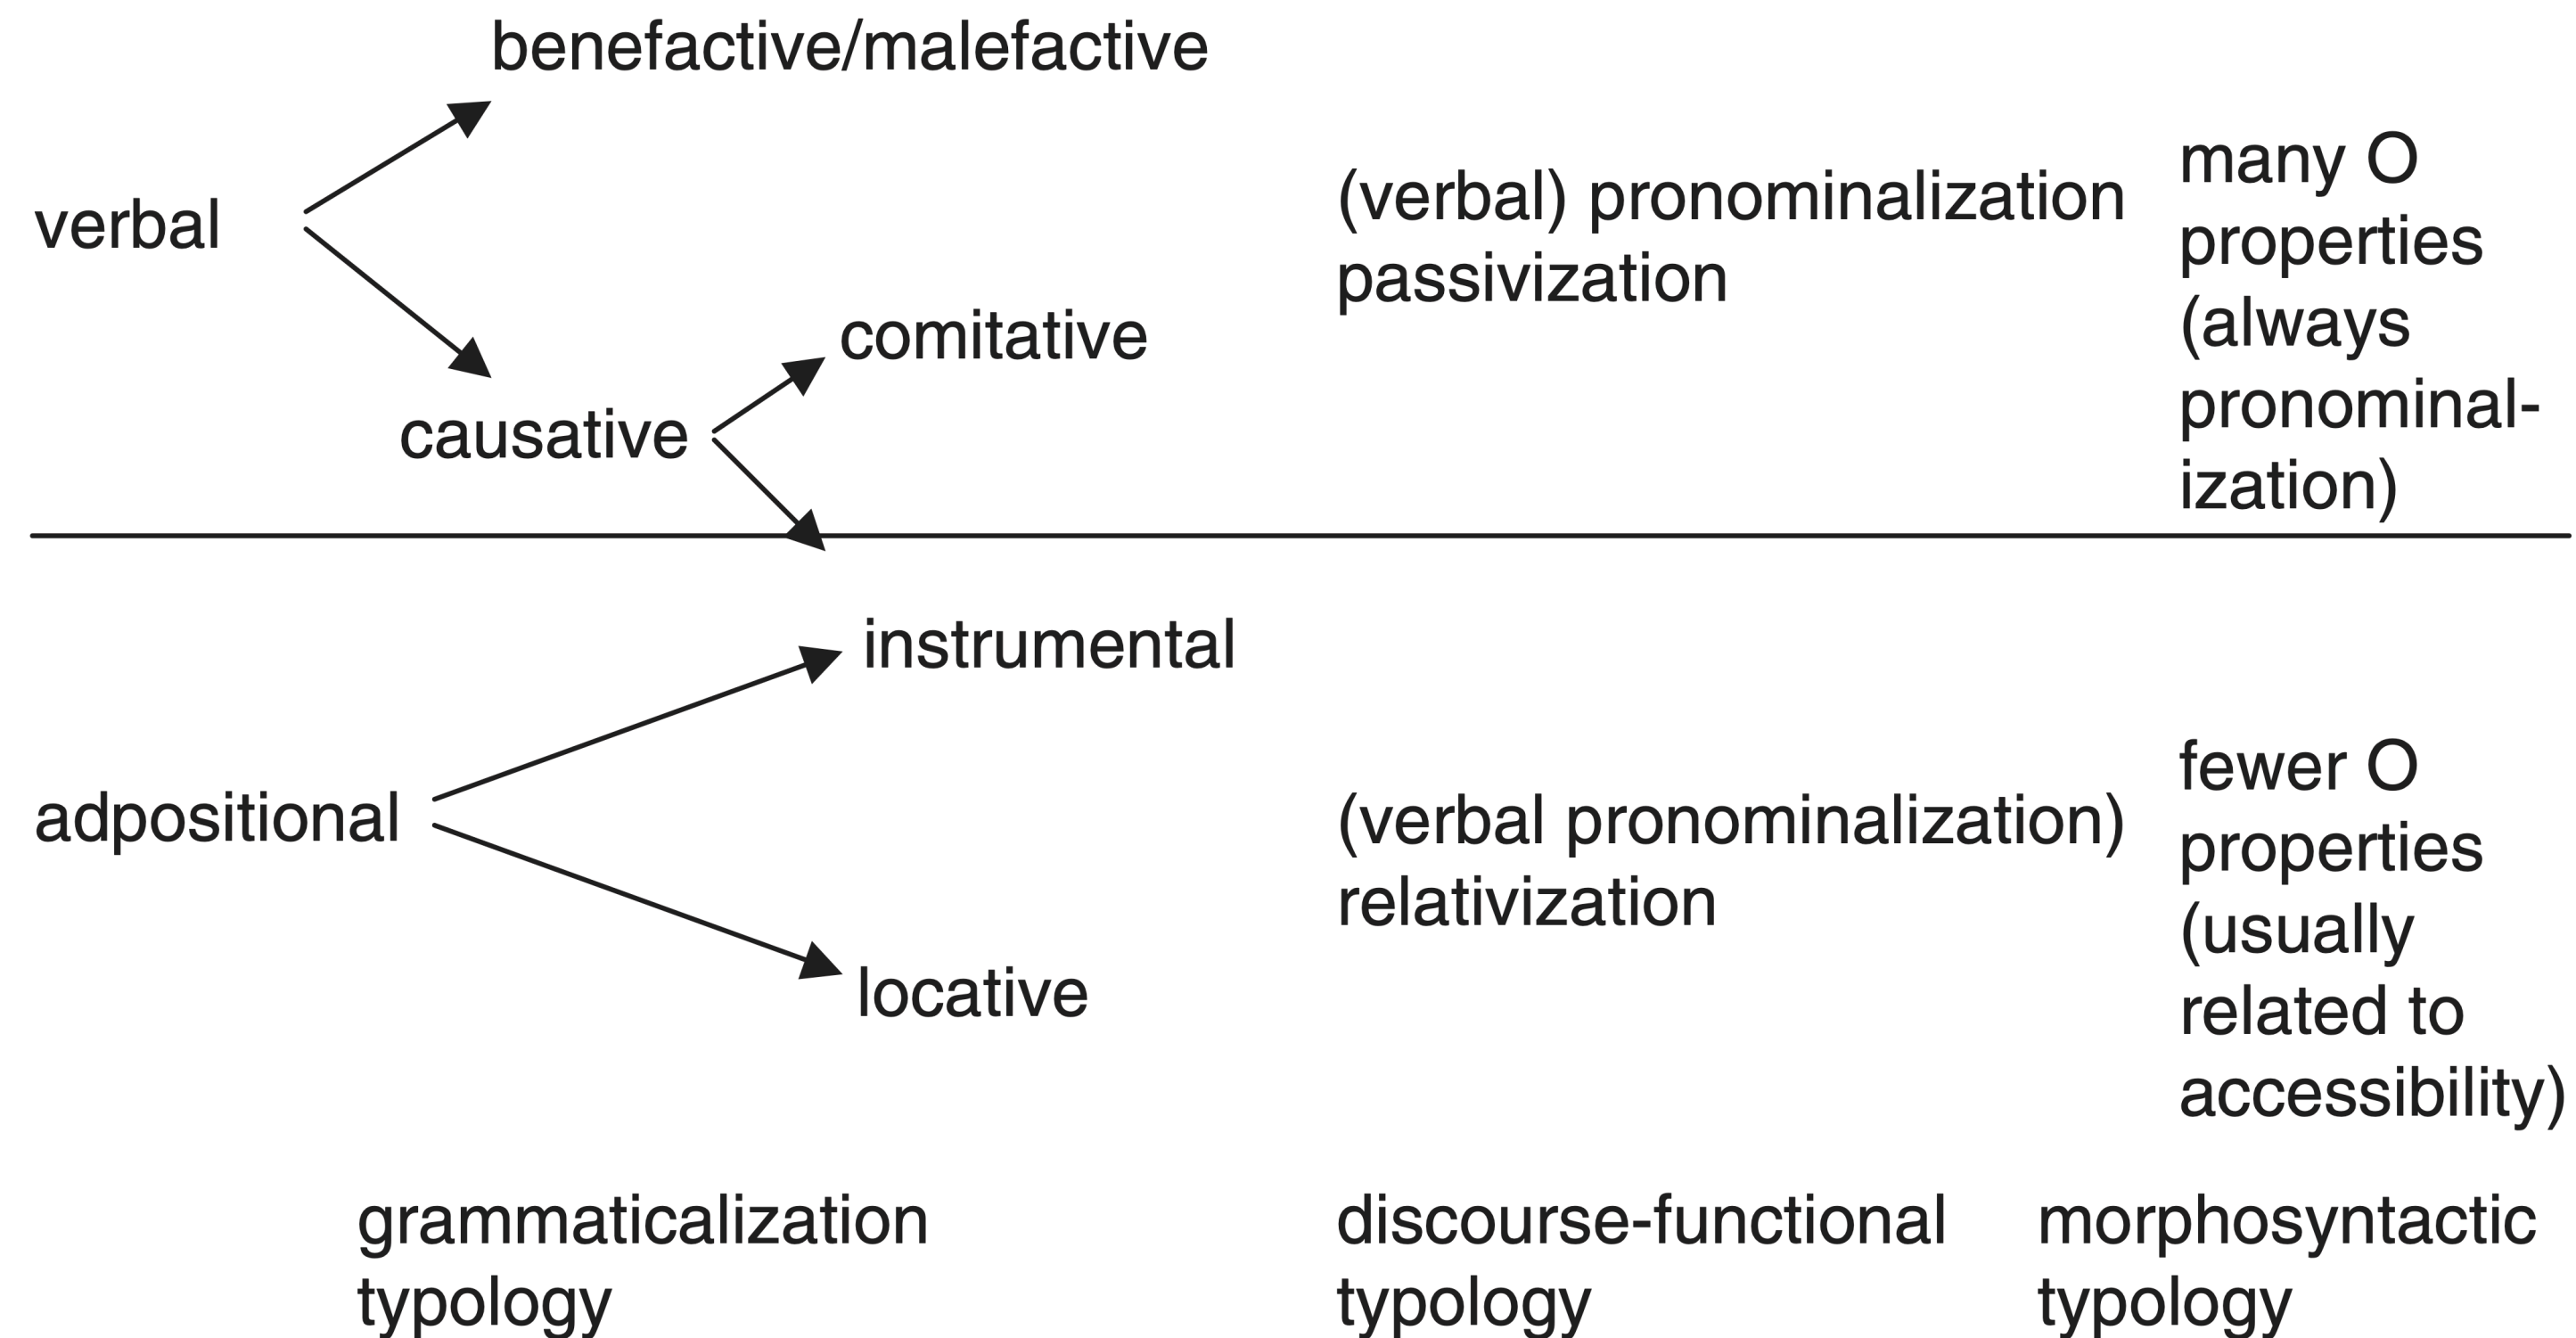 benefactive/malefactive
verbal
causative
comitative
(verbal) pronominalization
passivization
many O
properties
(always
pronominal-
ization)
instrumental
adpositional
locative
(verbal pronominalization)
relativization
fewer O
properties
(usually
related to
accessibility)
grammaticalization
typology
discourse-functional
typology
morphosyntactic
typology